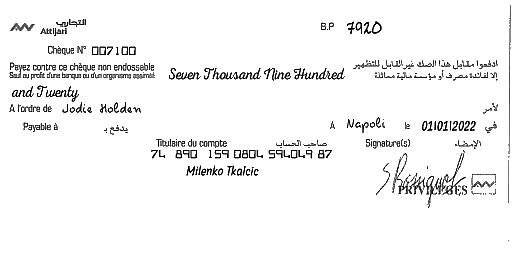 التجاري
Attijari
B.P 7920
Chèque N° 007100
Payez contre ce chèque non endossable
Sauf au profit d'une banque ou d'un organisme assimilé
ادفعوا مقابل هذا الصك غير القابل للتظهير
إلا لفائدة مصرف أو مؤسسة مالية مماثلة
Seven Thousand Nine Hundred
and Twenty
A l'ordre de Jodie Holden
لأمر
Payable à يدفع بـ
A Napoli le 01/01/2022 في
Titulaire du compte صاحب الحساب
Signature(s) الإمضاء
74 890 159 0804 594049 87
Milenko Tkalcic
PRIVILEGES